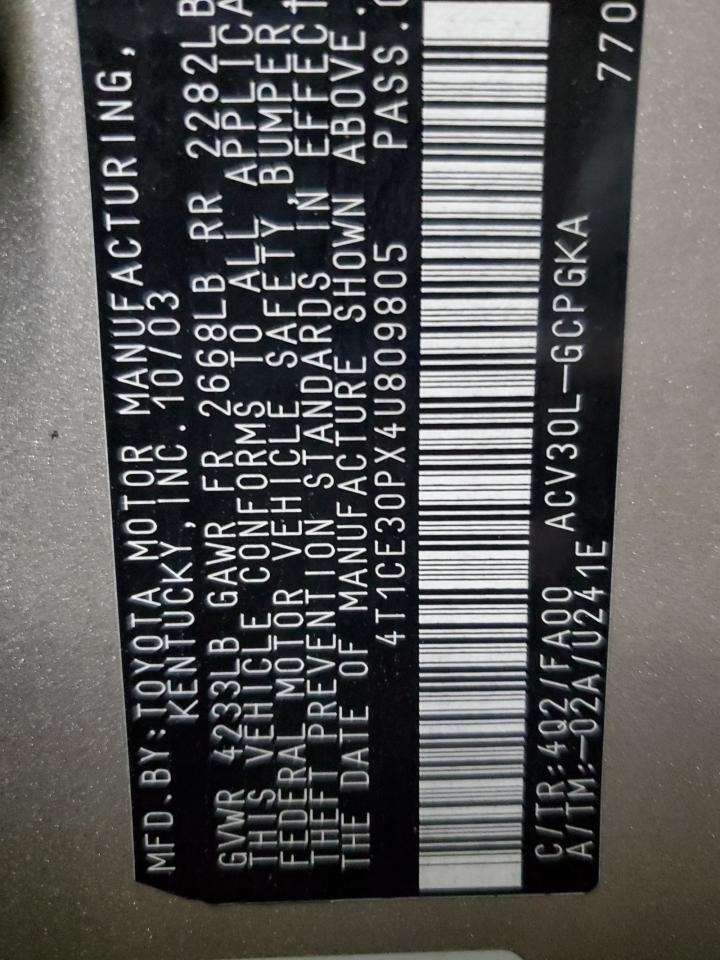 MFD.BY:TOYOTA MOTOR MANUFACTURING,
KENTUCKY,INC. 10/03
GVWR 4233LB GAWR FR 2668LB RR 2282LB
THIS VEHICLE CONFORMS TO ALL APPLICA
FEDERAL MOTOR VEHICLE SAFETY,BUMPER
THEFT PREVENTION STANDARDS IN EFFECT
THE DATE OF MANUFACTURE SHOWN ABOVE.
4T1CE30PX4U809805 PASS.C
C/TR:4Q2/FA00 ACV30L-GCPGKA
A/TM:-02A/U241E 770